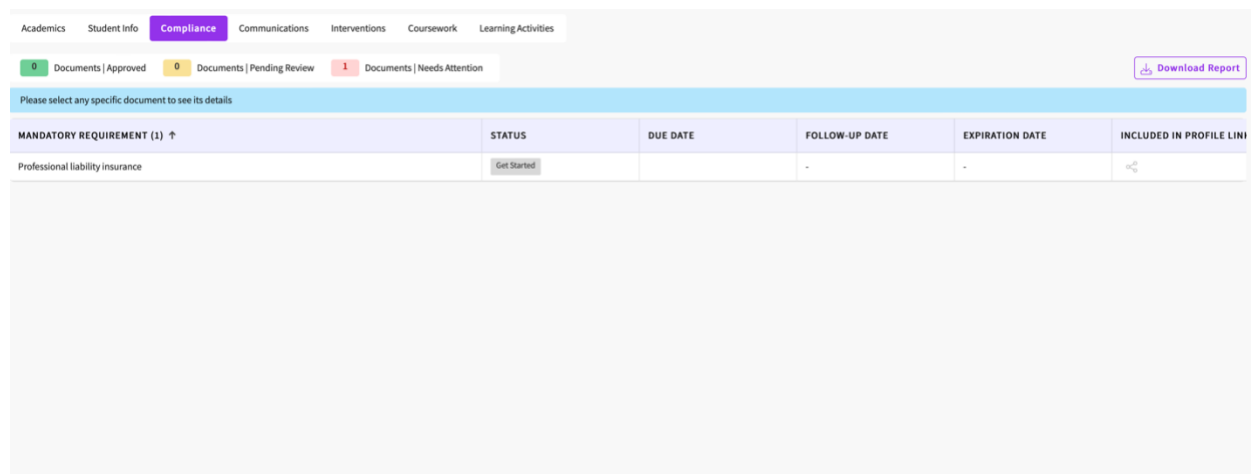 Academics Student Info Compliance Communications Interventions Coursework Learning Activities
0 Documents | Approved 0 Documents | Pending Review 1 Documents | Needs Attention Download Report
Please select any specific document to see its details
MANDATORY REQUIREMENT (1) ↑ STATUS DUE DATE FOLLOW-UP DATE EXPIRATION DATE INCLUDED IN PROFILE LIN
Professional liability insurance Get Started - -